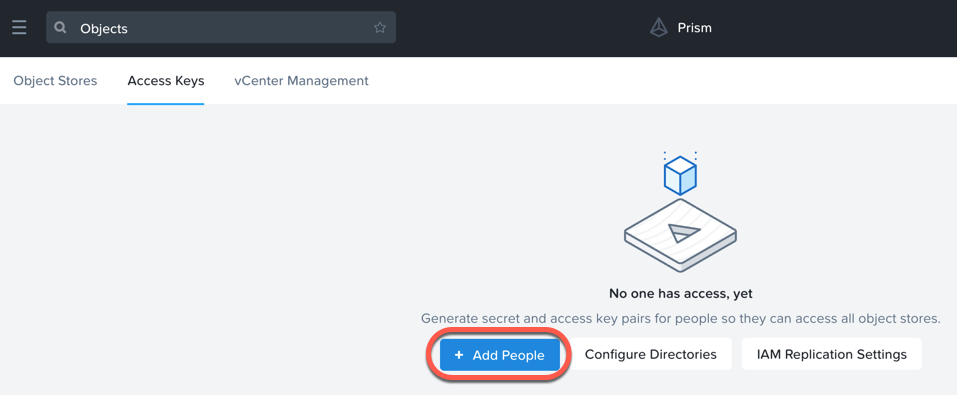 Objects
Prism
Object Stores
Access Keys
vCenter Management
No one has access, yet
Generate secret and access key pairs for people so they can access all object stores.
+ Add People
Configure Directories
IAM Replication Settings